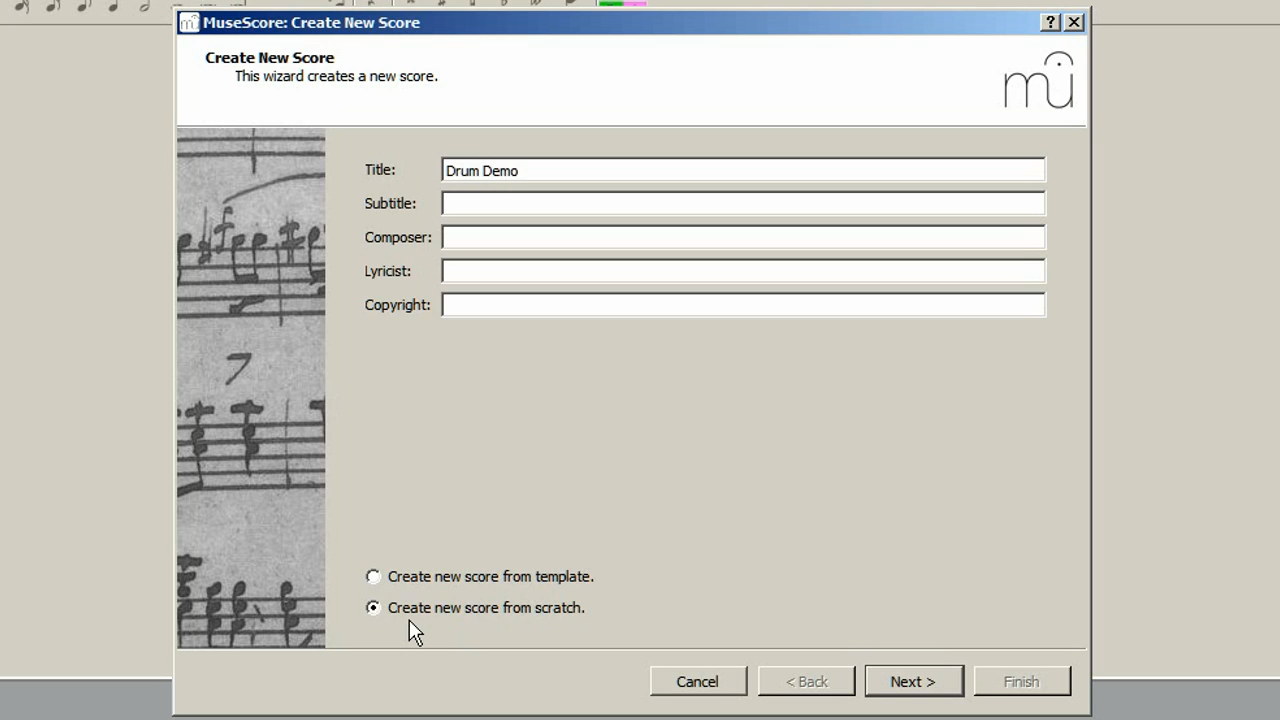 MuseScore: Create New Score
Create New Score
This wizard creates a new score.
mu
Title: Drum Demo
Subtitle:
Composer:
Lyricist:
Copyright:
7
Create new score from template.
Create new score from scratch.
Cancel < Back Next > Finish